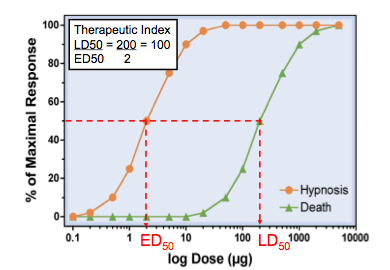 Therapeutic Index
LD50 = 200 = 100
ED50 2
% of Maximal Response
100
80
60
40
20
0
Hypnosis
Death
0.1 1 10 100 1000 10000
ED50 LD50
log Dose (µg)